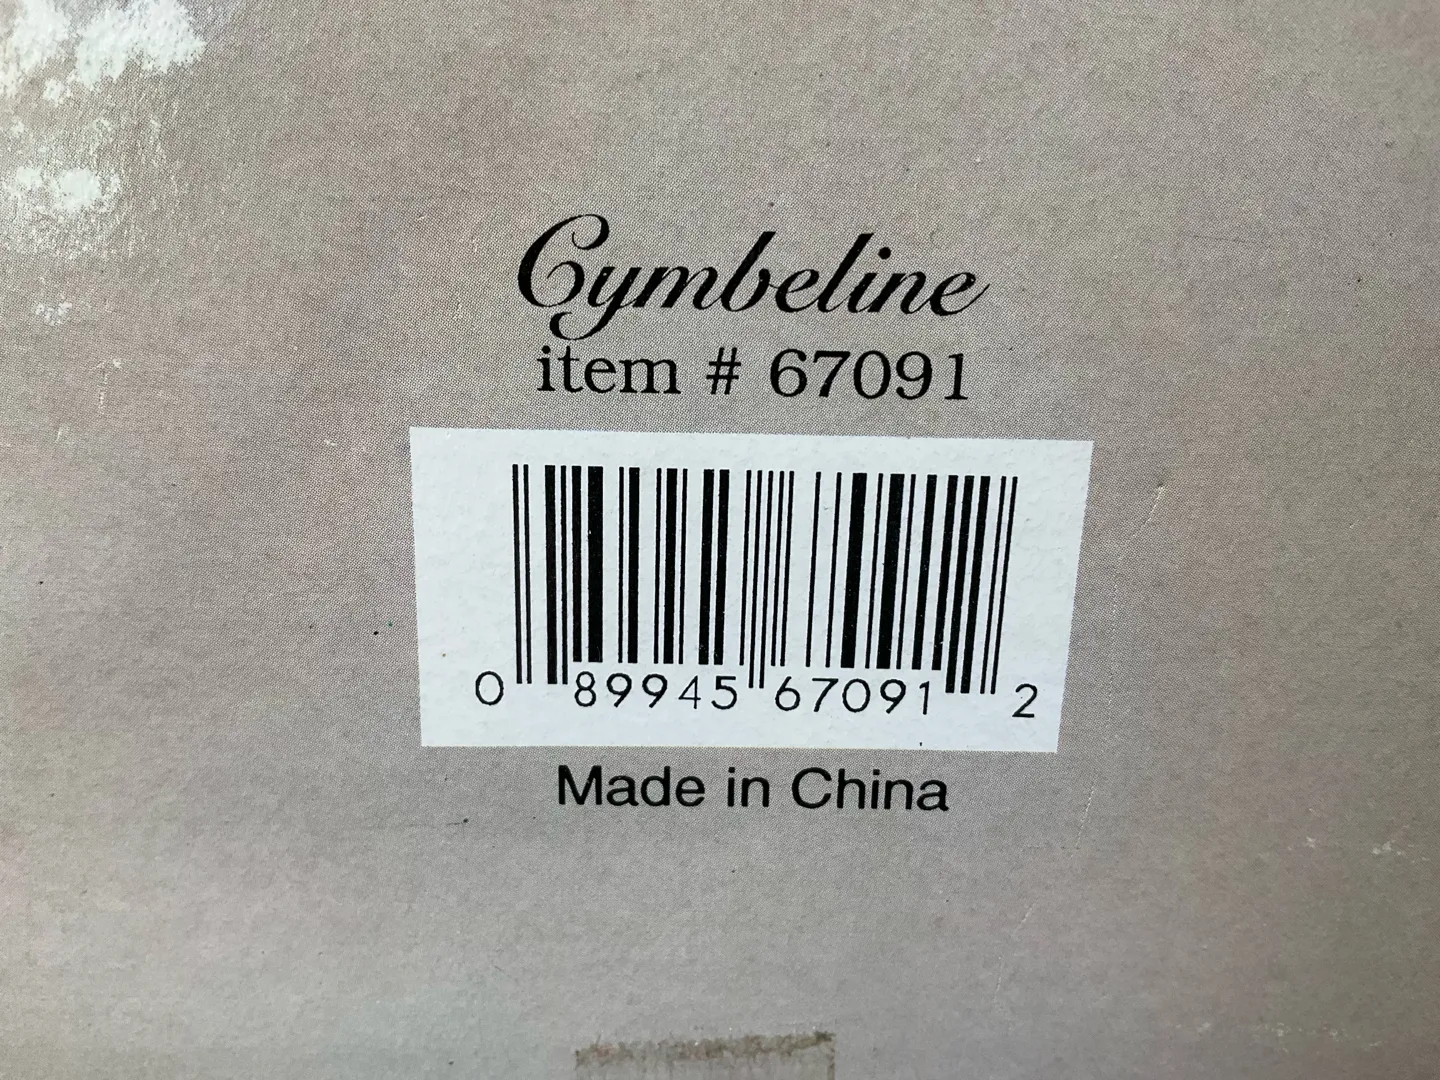 Cymbeline
item # 67091
0 89945 67091 2
Made in China